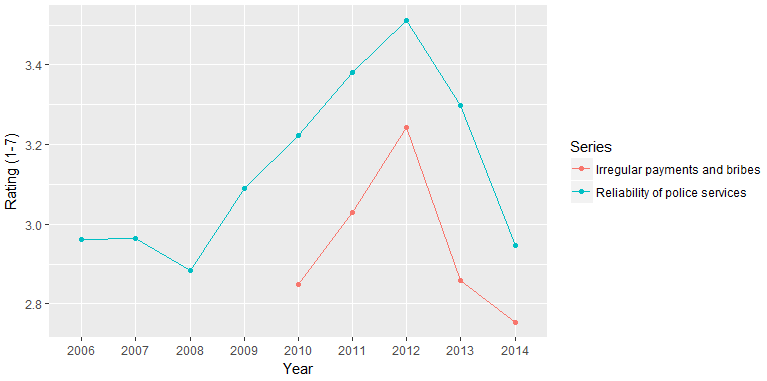 Rating (1-7)
3.4
3.2
3.0
2.8
2006 2007 2008 2009 2010 2011 2012 2013 2014
Year
Series
Irregular payments and bribes
Reliability of police services